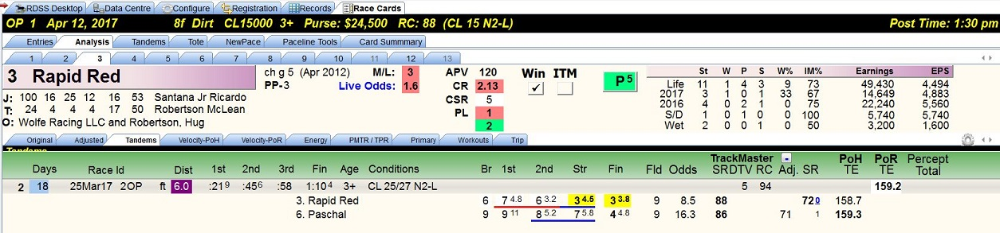 RDSS Desktop Data Centre Configure Registration Records Race Cards
OP 1 Apr 12, 2017 8f Dirt CL15000 3+ Purse: $24,500 RC: 88 (CL 15 N2-L) Post Time: 1:30 pm
Entries Analysis Tandems Tote NewPace Paceline Tools Card Summmary
1 2 3 4 5 6 7 8 9 10 11 12 13
3 Rapid Red ch g 5 (Apr 2012) M/L: 3 APV 120 Win ITM P5 St W P S W% IM% Earnings EPS
PP-3 Live Odds: 1.6 CR 2.13 Life 11 1 4 3 9 73 49,430 4,494
J: 100 16 25 12 16 53 Santana Jr Ricardo CSR 5 2017 3 1 0 1 33 67 14,649 4,883
T: 24 4 4 4 17 50 Robertson McLean PL 1 2016 4 0 2 1 0 75 22,240 5,560
S/D 1 0 0 1 0 100 5,740 5,740
O: Wolfe Racing LLC and Robertson, Hug 2 Wet 2 0 0 1 0 50 3,200 1,600
Original Adjusted Tandems Velocity-PoH Velocity-PoR Energy PMTR / TPR Primary Workouts Trip
Tandems
TrackMaster - PoH PoR Percept
Days Race Id Dist 1st 2nd 3rd Fin Age Conditions Br 1st 2nd Str Fin Fld Odds SRDTV RC Adj. SR TE TE Total
2 18 25Mar17 2OP ft 6.0 :21 9 :45 6 :58 1:10 4 3+ CL 25/27 N2-L 5 94 159.2
3. Rapid Red 6 7 4.8 6 3.2 3 4.5 3 3.8 9 8.5 88 72 0 158.7
6. Paschal 9 9 11 8 5.2 7 5.8 4 4.8 9 16.3 86 71 1 159.3